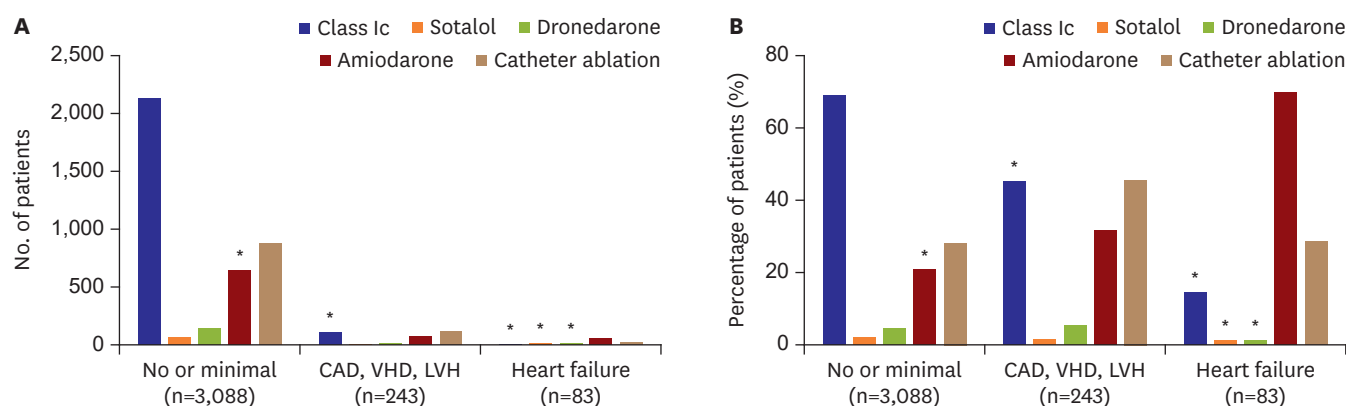 A
Class Ic Sotalol Dronedarone
Amiodarone Catheter ablation
No. of patients
2,500
2,000
1,500
1,000
500
0
* * * * *
No or minimal CAD, VHD, LVH Heart failure
(n=3,088) (n=243) (n=83)
B
Class Ic Sotalol Dronedarone
Amiodarone Catheter ablation
Percentage of patients (%)
80
60
40
20
0
* * * * *
No or minimal CAD, VHD, LVH Heart failure
(n=3,088) (n=243) (n=83)